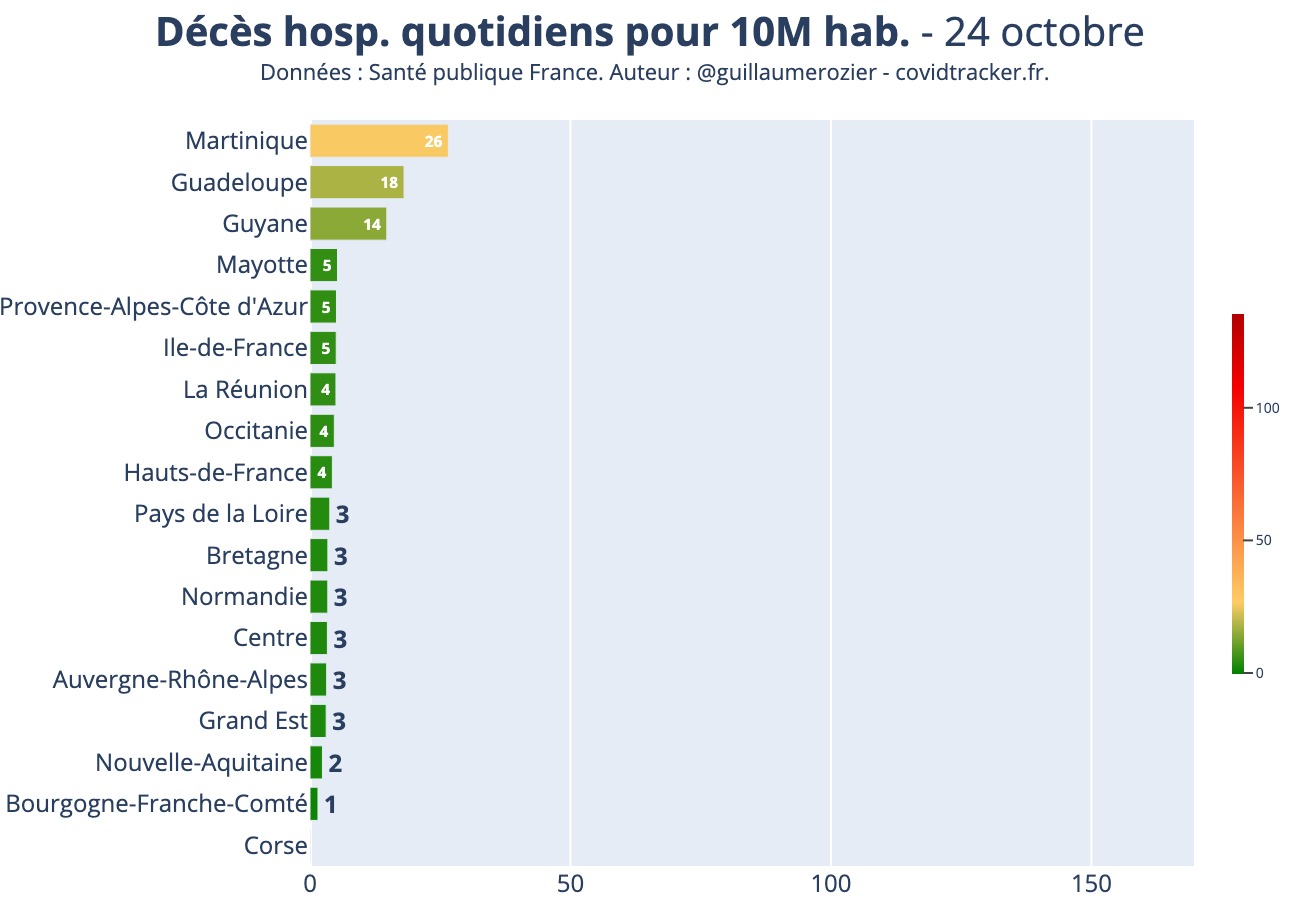 Décès hosp. quotidiens pour 10M hab. - 24 octobre
Données : Santé publique France. Auteur : @guillaumerozier - covidtracker.fr.
Martinique 26
Guadeloupe 18
Guyane 14
Mayotte 5
Provence-Alpes-Côte d'Azur 5
Ile-de-France 5
La Réunion 4
Occitanie 4
Hauts-de-France 4
Pays de la Loire 3
Bretagne 3
Normandie 3
Centre 3
Auvergne-Rhône-Alpes 3
Grand Est 3
Nouvelle-Aquitaine 2
Bourgogne-Franche-Comté 1
Corse
0 50 100 150
100
50
0